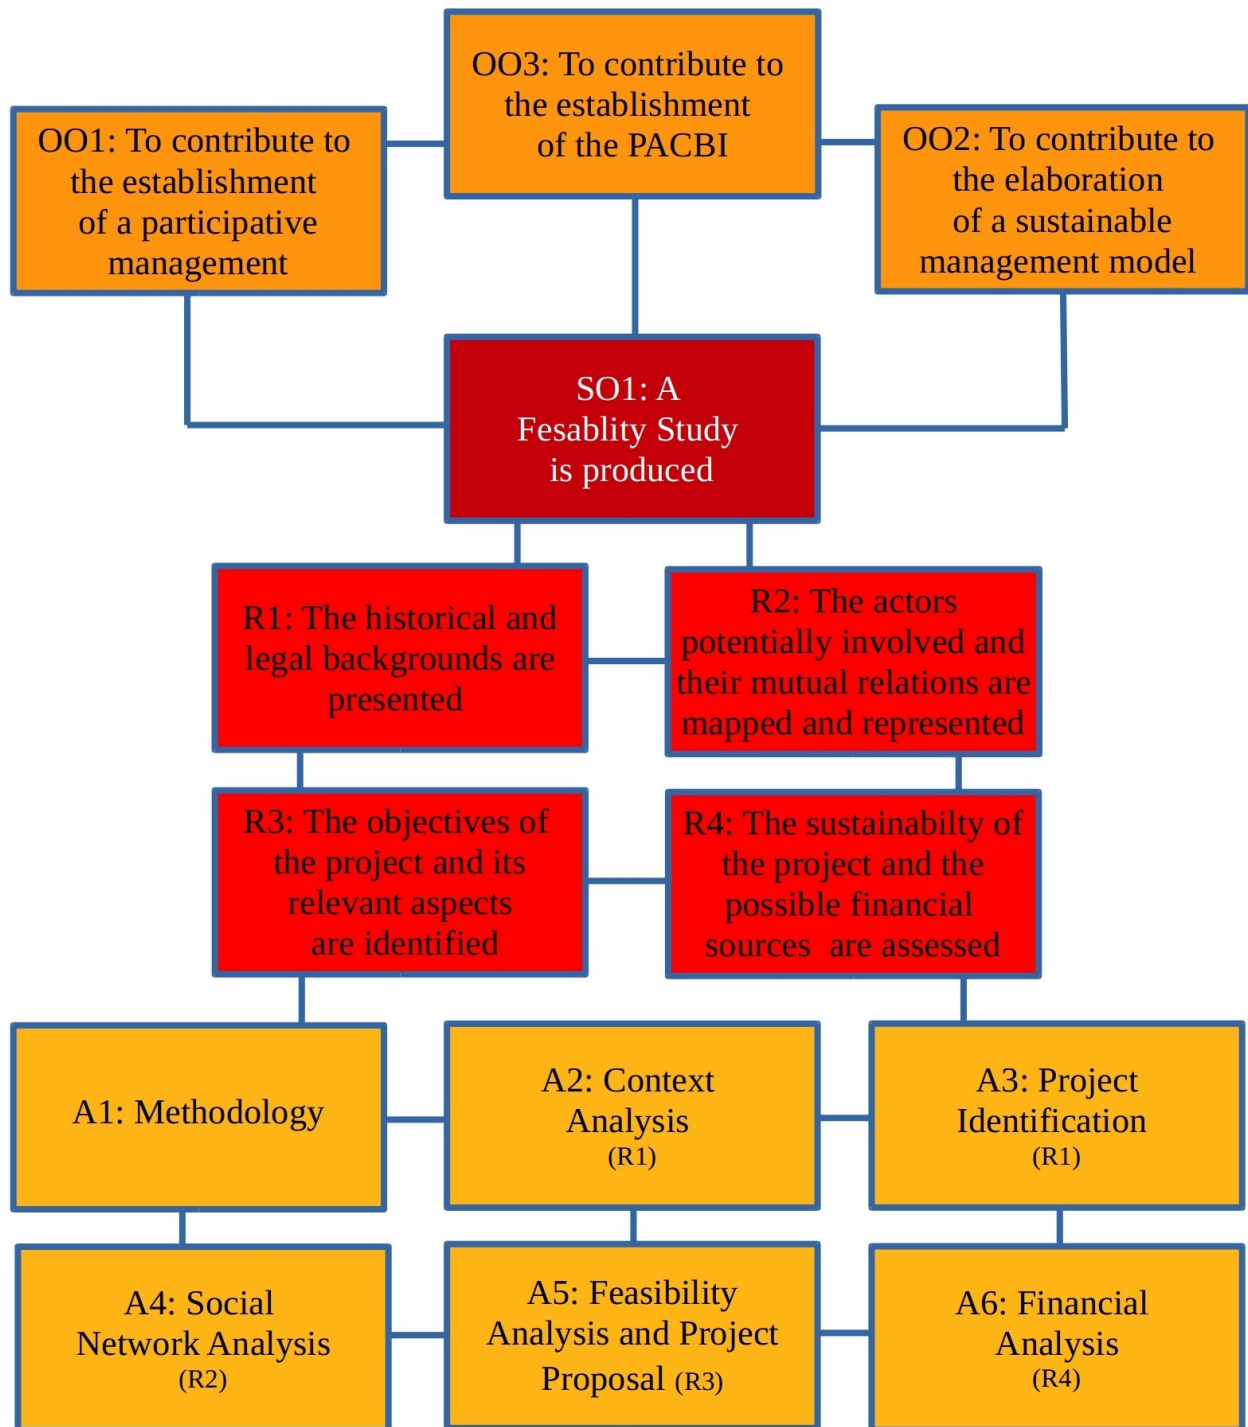 OO3: To contribute to
the establishment
of the PACBI
OO1: To contribute to
the establishment
of a participative
management
OO2: To contribute to
the elaboration
of a sustainable
management model
SO1: A
Fesablity Study
is produced
R1: The historical and
legal backgrounds are
presented
R2: The actors
potentially involved and
their mutual relations are
mapped and represented
R3: The objectives of
the project and its
relevant aspects
are identified
R4: The sustainabilty of
the project and the
possible financial
sources are assessed
A1: Methodology
A2: Context
Analysis
(R1)
A3: Project
Identification
(R1)
A4: Social
Network Analysis
(R2)
A5: Feasibility
Analysis and Project
Proposal (R3)
A6: Financial
Analysis
(R4)